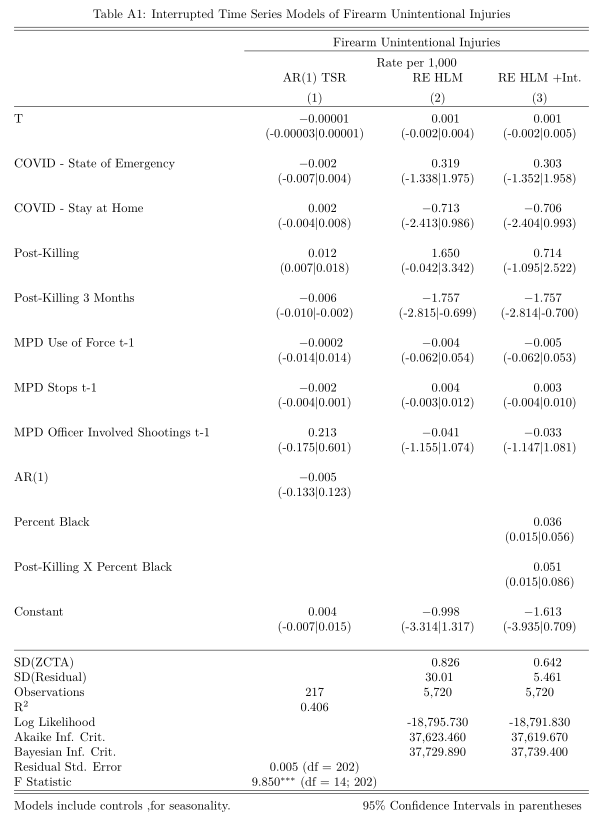 Table A1: Interrupted Time Series Models of Firearm Unintentional Injuries
Firearm Unintentional Injuries
Rate per 1,000
AR(1) TSR RE HLM RE HLM +Int.
(1) (2) (3)
T −0.00001 0.001 0.001
(-0.00003|0.00001) (-0.002|0.004) (-0.002|0.005)
COVID - State of Emergency −0.002 0.319 0.303
(-0.007|0.004) (-1.338|1.975) (-1.352|1.958)
COVID - Stay at Home 0.002 −0.713 −0.706
(-0.004|0.008) (-2.413|0.986) (-2.404|0.993)
Post-Killing 0.012 1.650 0.714
(0.007|0.018) (-0.042|3.342) (-1.095|2.522)
Post-Killing 3 Months −0.006 −1.757 −1.757
(-0.010|-0.002) (-2.815|-0.699) (-2.814|-0.700)
MPD Use of Force t-1 −0.0002 −0.004 −0.005
(-0.014|0.014) (-0.062|0.054) (-0.062|0.053)
MPD Stops t-1 −0.002 0.004 0.003
(-0.004|0.001) (-0.003|0.012) (-0.004|0.010)
MPD Officer Involved Shootings t-1 0.213 −0.041 −0.033
(-0.175|0.601) (-1.155|1.074) (-1.147|1.081)
AR(1) −0.005
(-0.133|0.123)
Percent Black 0.036
(0.015|0.056)
Post-Killing X Percent Black 0.051
(0.015|0.086)
Constant 0.004 −0.998 −1.613
(-0.007|0.015) (-3.314|1.317) (-3.935|0.709)
SD(ZCTA) 0.826 0.642
SD(Residual) 30.01 5.461
Observations 217 5,720 5,720
R² 0.406
Log Likelihood -18,795.730 -18,791.830
Akaike Inf. Crit. 37,623.460 37,619.670
Bayesian Inf. Crit. 37,729.890 37,739.400
Residual Std. Error 0.005 (df = 202)
F Statistic 9.850*** (df = 14; 202)
Models include controls ,for seasonality. 95% Confidence Intervals in parentheses